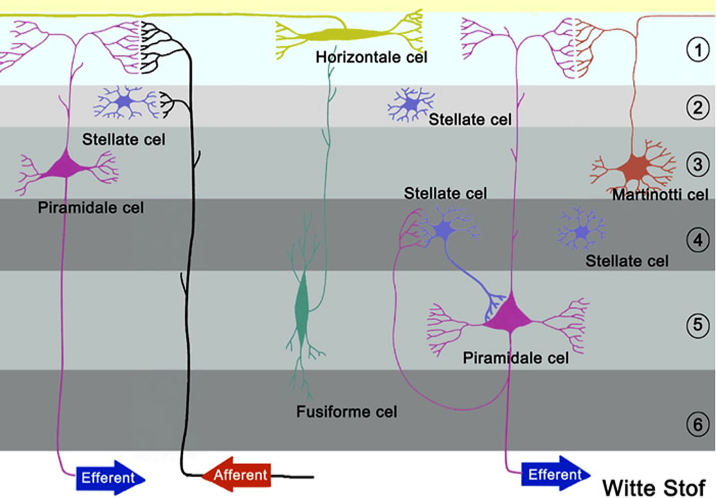 Horizontale cel
1
2
Stellate cel
Stellate cel
3
Piramidale cel
Stellate cel
Martinotti cel
4
Stellate cel
5
Piramidale cel
Fusiforme cel
6
Efferent
Afferent
Efferent
Witte Stof